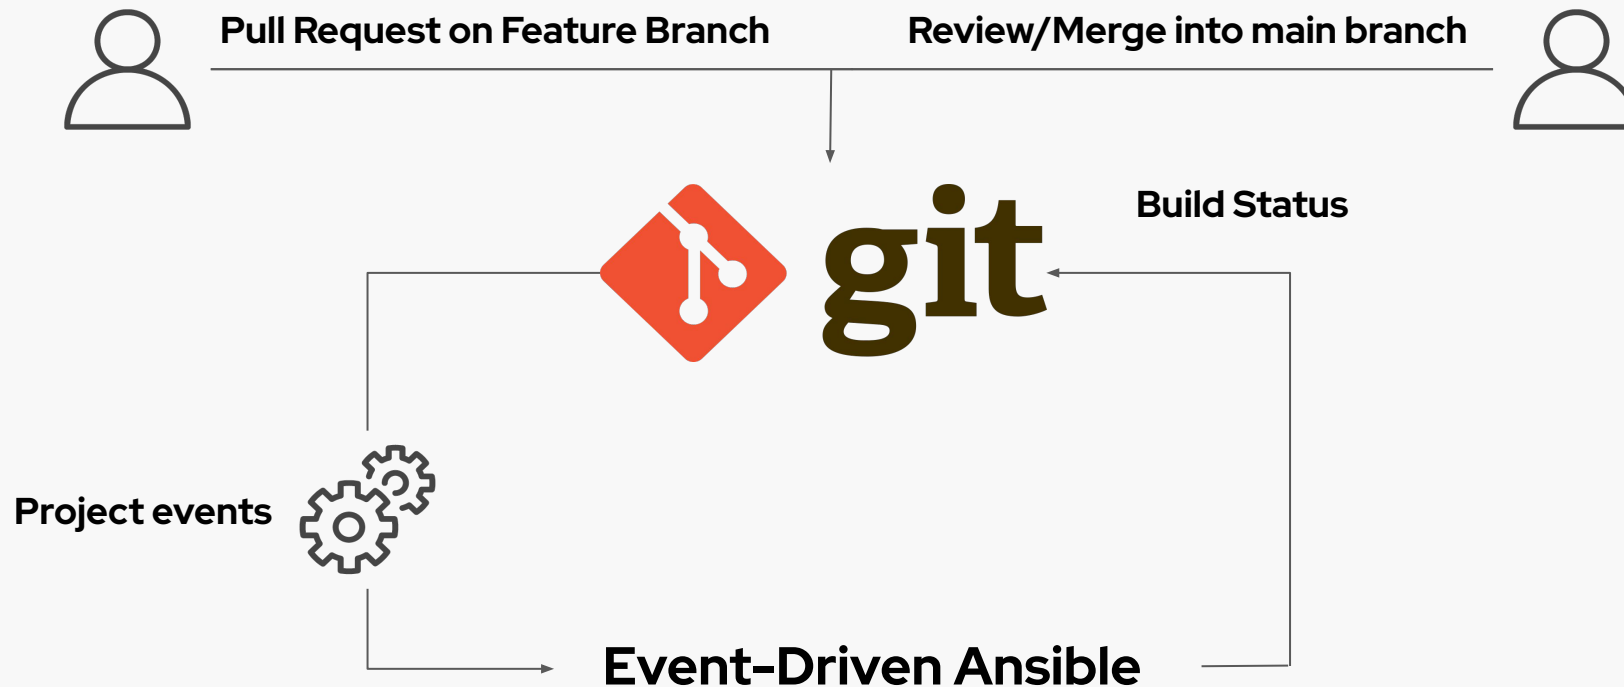 Pull Request on Feature Branch
Review/Merge into main branch
git
Build Status
Project events
Event-Driven Ansible